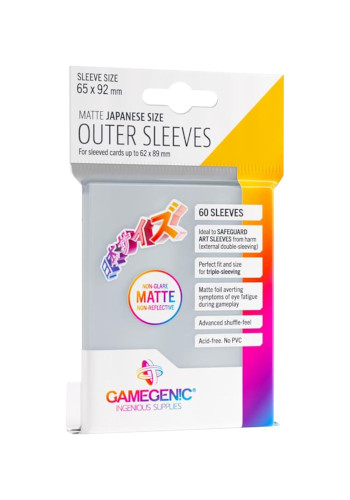 SLEEVE SIZE
65 x 92 mm
MATTE JAPANESE SIZE
OUTER SLEEVES
For sleeved cards up to 62 x 89 mm
60 SLEEVES
Ideal to SAFEGUARD
ART SLEEVES from harm
(external double-sleeving)
Perfect fit and size
for triple-sleeving
NON-GLARE
MATTE
NON-REFLECTIVE
Matte foil averting
symptoms of eye fatigue
during gameplay
Advanced shuffle-feel
Acid-free. No PVC
GAMEGEN!C®
INGENIOUS SUPPLIES